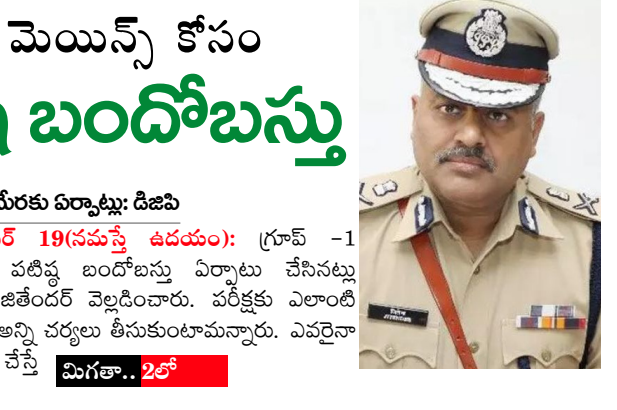 మెయిన్స్ కోసం
బందోబస్తు
మేరకు ఏర్పాట్లు: డిజిపి
19(నమస్తే ఉదయం): గ్రూప్ -1
పటిష్ఠ బందోబస్తు ఏర్పాటు చేసినట్లు
జితేందర్ వెల్లడించారు. పరీక్షకు ఎలాంటి
అన్ని చర్యలు తీసుకుంటామన్నారు. ఎవరైనా
చేస్తే మిగతా.. 2లో